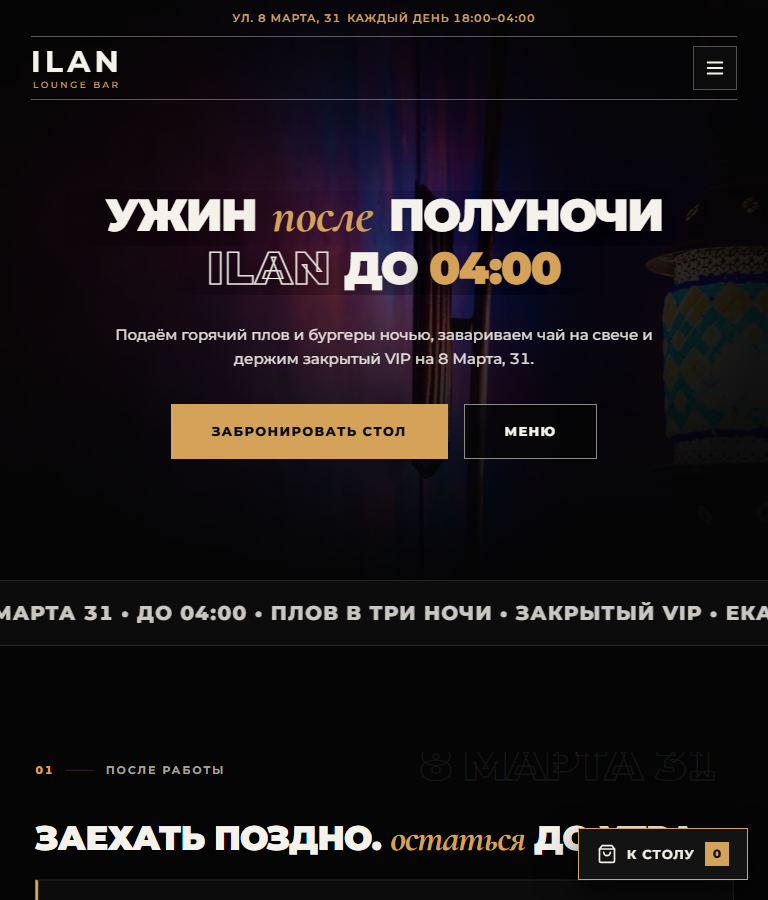 УЛ. 8 МАРТА, 31 КАЖДЫЙ ДЕНЬ 18:00–04:00
ILAN
LOUNGE BAR
УЖИН после ПОЛУНОЧИ
ILAN ДО 04:00
Подаём горячий плов и бургеры ночью, завариваем чай на свече и
держим закрытый VIP на 8 Марта, 31.
ЗАБРОНИРОВАТЬ СТОЛ
МЕНЮ
МАРТА 31 • ДО 04:00 • ПЛОВ В ТРИ НОЧИ • ЗАКРЫТЫЙ VIP • ЕКА
8 МАРТА 31
01 ПОСЛЕ РАБОТЫ
ЗАЕХАТЬ ПОЗДНО. остаться ДО
К СТОЛУ 0